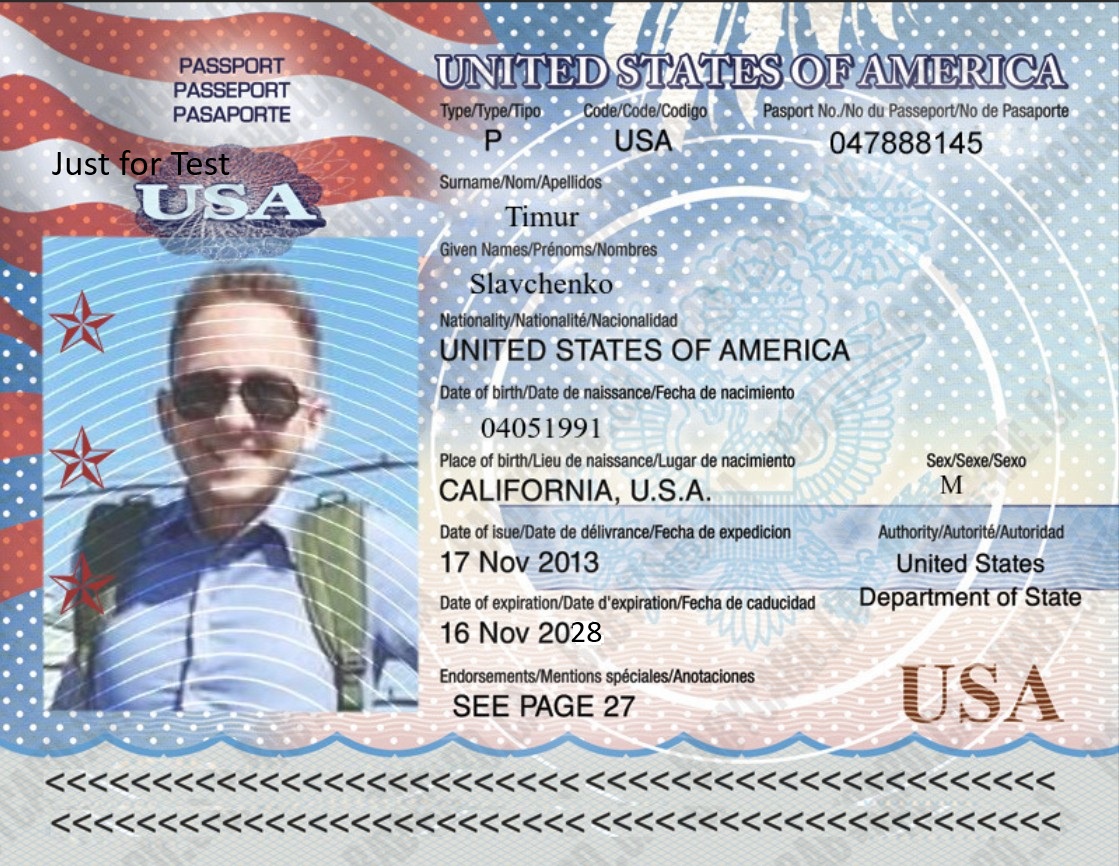 PASSPORT
PASSEPORT
PASAPORTE
Just for Test
USA
UNITED STATES OF AMERICA
Type/Type/Tipo Code/Code/Codigo Pasport No./No du Passeport/No de Pasaporte
P USA 047888145
Surname/Nom/Apellidos
Timur
Given Names/Prénoms/Nombres
Slavchenko
Nationality/Nationalité/Nacionalidad
UNITED STATES OF AMERICA
Date of birth/Date de naissance/Fecha de nacimiento
04051991
Place of birth/Lieu de naissance/Lugar de nacimiento Sex/Sexe/Sexo
CALIFORNIA, U.S.A. M
Date of isue/Date de délivrance/Fecha de expedicion Authority/Autorité/Autoridad
17 Nov 2013 United States
Date of expiration/Date d'expiration/Fecha de caducidad Department of State
16 Nov 2028
Endorsements/Mentions spéciales/Anotaciones
SEE PAGE 27
USA
<<<<<<<<<<<<<<<<<<<<<<<<<<<<<<<<<<<<<<<<<<<<
<<<<<<<<<<<<<<<<<<<<<<<<<<<<<<<<<<<<<<<<<<<<